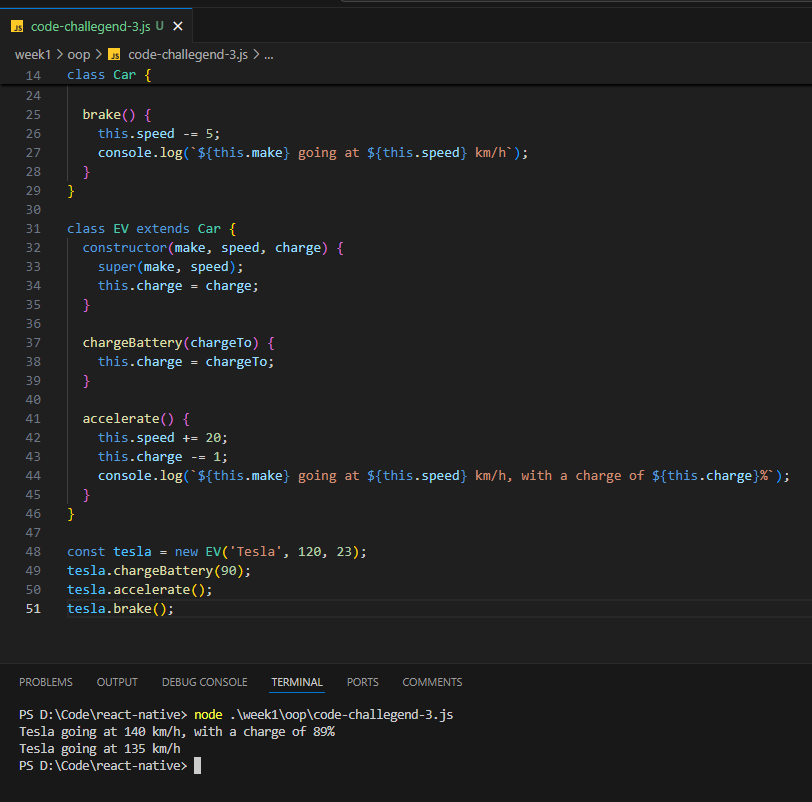 JS code-challegend-3.js U ×
week1 > oop > JS code-challegend-3.js > ...
14 class Car {
24
25 brake() {
26 this.speed -= 5;
27 console.log(`${this.make} going at ${this.speed} km/h`);
28 }
29 }
30
31 class EV extends Car {
32 constructor(make, speed, charge) {
33 super(make, speed);
34 this.charge = charge;
35 }
36
37 chargeBattery(chargeTo) {
38 this.charge = chargeTo;
39 }
40
41 accelerate() {
42 this.speed += 20;
43 this.charge -= 1;
44 console.log(`${this.make} going at ${this.speed} km/h, with a charge of ${this.charge}%`);
45 }
46 }
47
48 const tesla = new EV('Tesla', 120, 23);
49 tesla.chargeBattery(90);
50 tesla.accelerate();
51 tesla.brake();
PROBLEMS OUTPUT DEBUG CONSOLE TERMINAL PORTS COMMENTS
PS D:\Code\react-native> node .\week1\oop\code-challegend-3.js
Tesla going at 140 km/h, with a charge of 89%
Tesla going at 135 km/h
PS D:\Code\react-native>